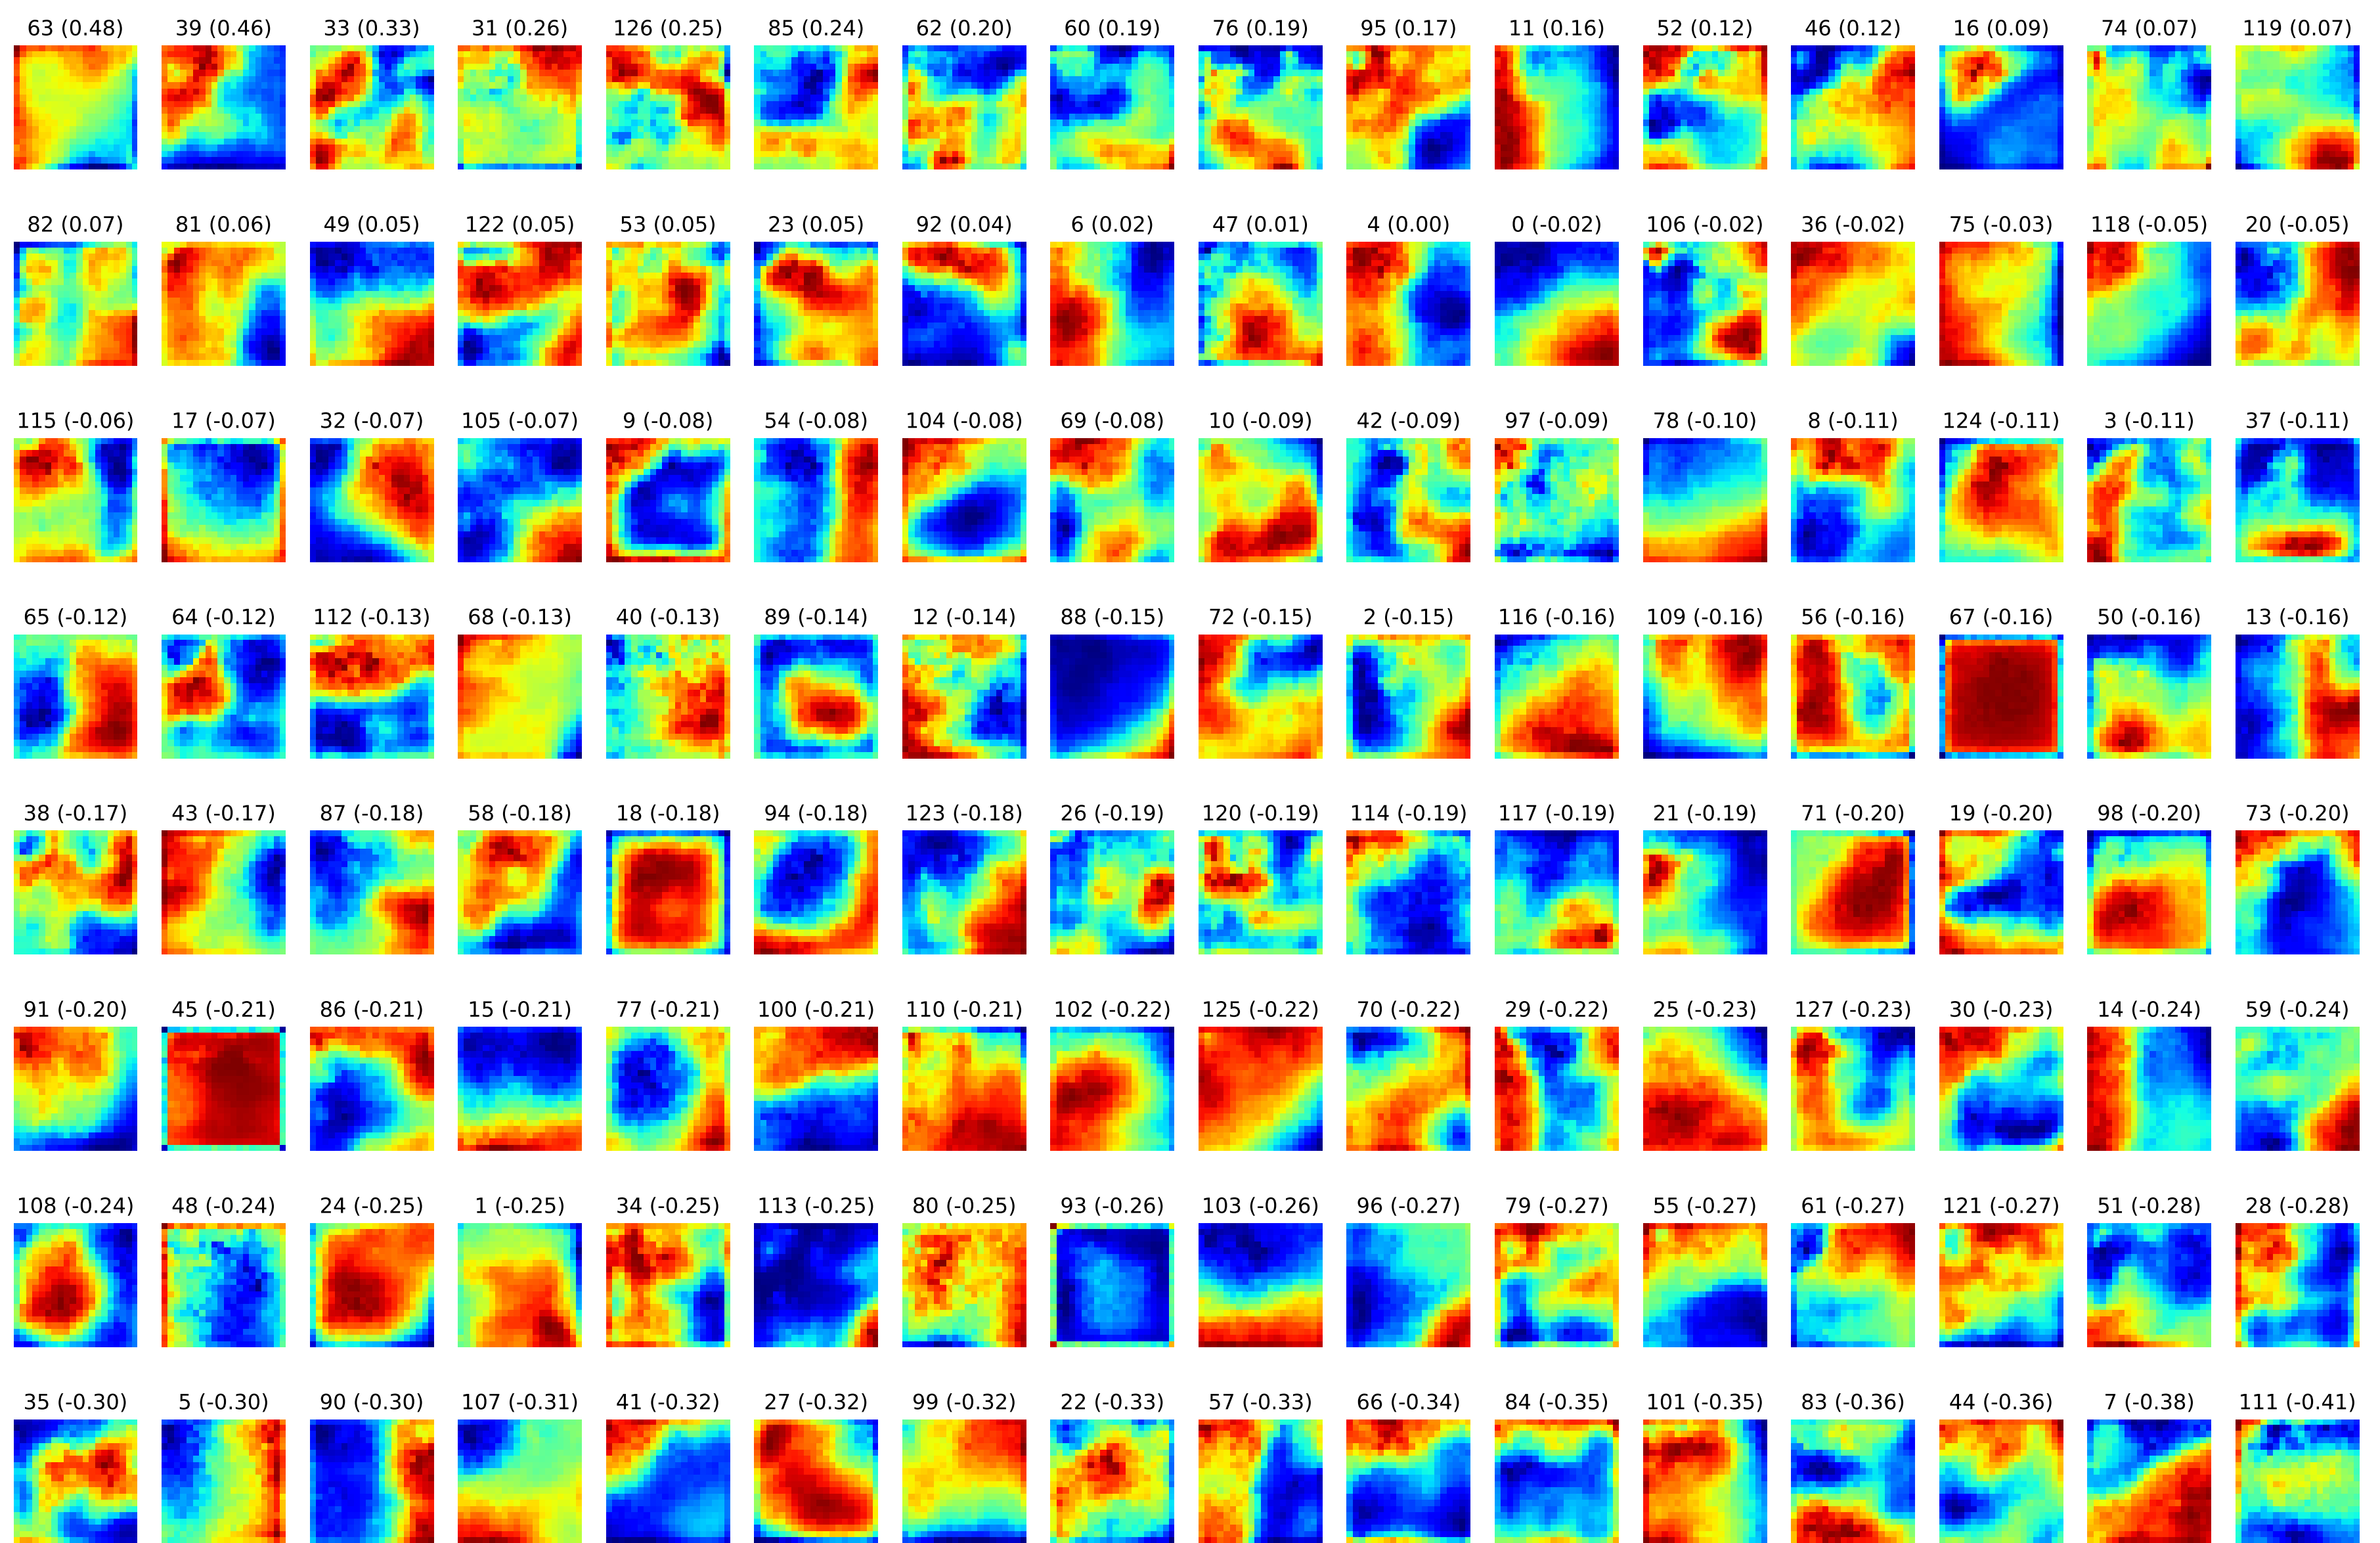 63 (0.48) 39 (0.46) 33 (0.33) 31 (0.26) 126 (0.25) 85 (0.24) 62 (0.20) 60 (0.19) 76 (0.19) 95 (0.17) 11 (0.16) 52 (0.12) 46 (0.12) 16 (0.09) 74 (0.07) 119 (0.07)
82 (0.07) 81 (0.06) 49 (0.05) 122 (0.05) 53 (0.05) 23 (0.05) 92 (0.04) 6 (0.02) 47 (0.01) 4 (0.00) 0 (-0.02) 106 (-0.02) 36 (-0.02) 75 (-0.03) 118 (-0.05) 20 (-0.05)
115 (-0.06) 17 (-0.07) 32 (-0.07) 105 (-0.07) 9 (-0.08) 54 (-0.08) 104 (-0.08) 69 (-0.08) 10 (-0.09) 42 (-0.09) 97 (-0.09) 78 (-0.10) 8 (-0.11) 124 (-0.11) 3 (-0.11) 37 (-0.11)
65 (-0.12) 64 (-0.12) 112 (-0.13) 68 (-0.13) 40 (-0.13) 89 (-0.14) 12 (-0.14) 88 (-0.15) 72 (-0.15) 2 (-0.15) 116 (-0.16) 109 (-0.16) 56 (-0.16) 67 (-0.16) 50 (-0.16) 13 (-0.16)
38 (-0.17) 43 (-0.17) 87 (-0.18) 58 (-0.18) 18 (-0.18) 94 (-0.18) 123 (-0.18) 26 (-0.19) 120 (-0.19) 114 (-0.19) 117 (-0.19) 21 (-0.19) 71 (-0.20) 19 (-0.20) 98 (-0.20) 73 (-0.20)
91 (-0.20) 45 (-0.21) 86 (-0.21) 15 (-0.21) 77 (-0.21) 100 (-0.21) 110 (-0.21) 102 (-0.22) 125 (-0.22) 70 (-0.22) 29 (-0.22) 25 (-0.23) 127 (-0.23) 30 (-0.23) 14 (-0.24) 59 (-0.24)
108 (-0.24) 48 (-0.24) 24 (-0.25) 1 (-0.25) 34 (-0.25) 113 (-0.25) 80 (-0.25) 93 (-0.26) 103 (-0.26) 96 (-0.27) 79 (-0.27) 55 (-0.27) 61 (-0.27) 121 (-0.27) 51 (-0.28) 28 (-0.28)
35 (-0.30) 5 (-0.30) 90 (-0.30) 107 (-0.31) 41 (-0.32) 27 (-0.32) 99 (-0.32) 22 (-0.33) 57 (-0.33) 66 (-0.34) 84 (-0.35) 101 (-0.35) 83 (-0.36) 44 (-0.36) 7 (-0.38) 111 (-0.41)